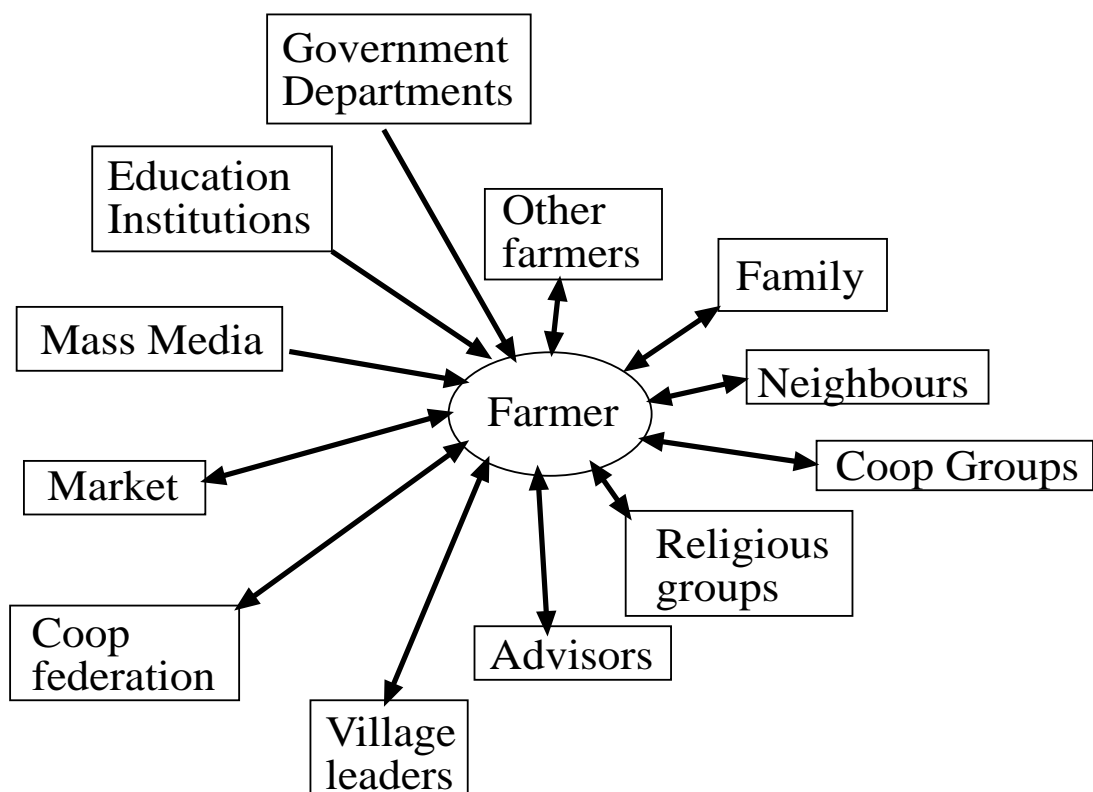 Government
Departments
Education
Institutions
Other
farmers
Family
Mass Media
Neighbours
Farmer
Market
Coop Groups
Religious
groups
Coop
federation
Advisors
Village
leaders